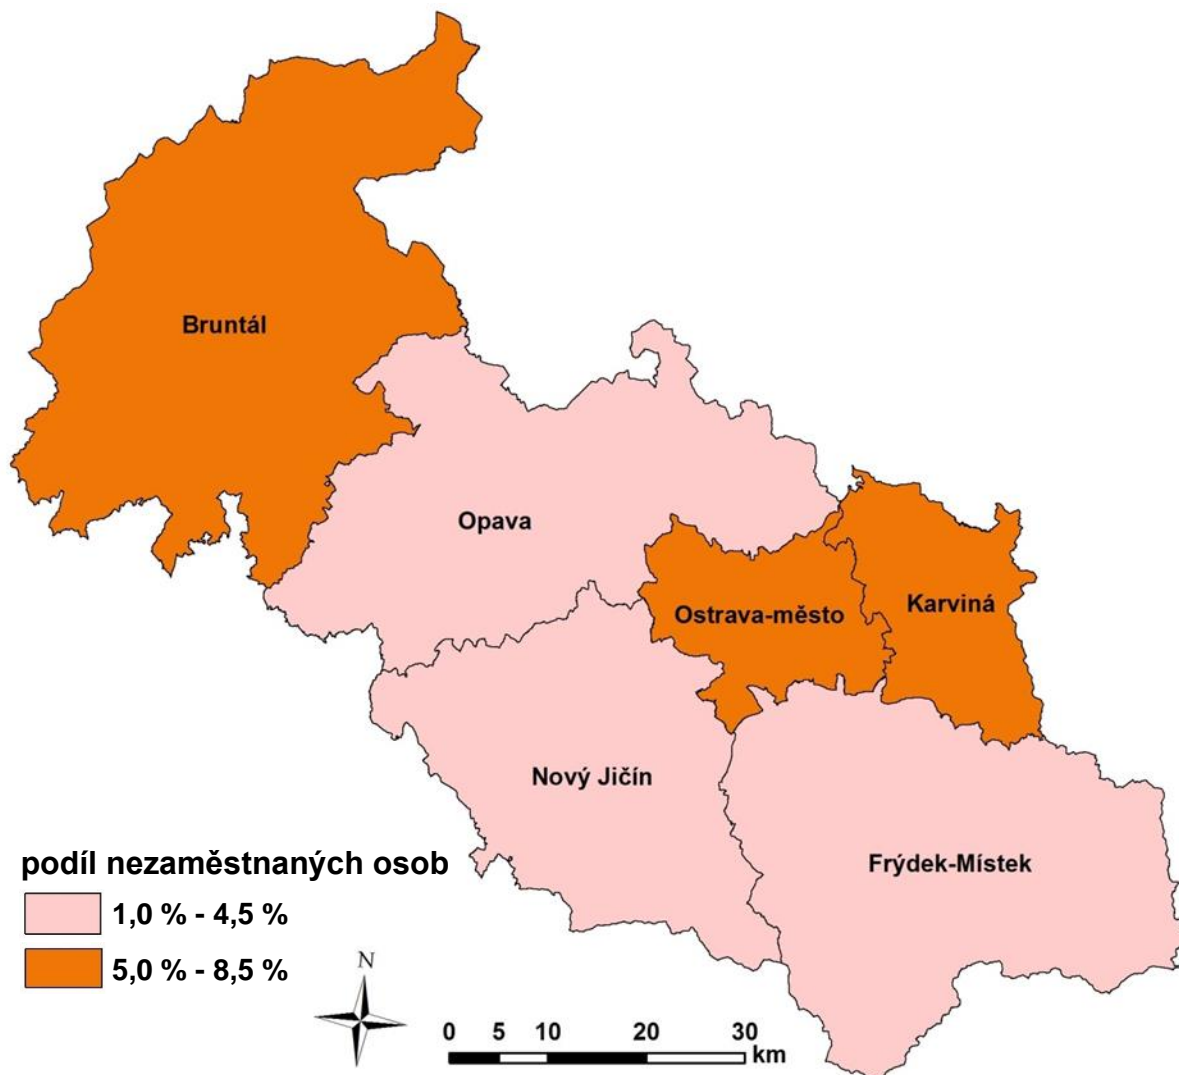 Bruntál
Opava
Ostrava-město
Karviná
Nový Jičín
Frýdek-Místek
podíl nezaměstnaných osob
1,0 % - 4,5 %
5,0 % - 8,5 %
N
0 5 10 20 30
km